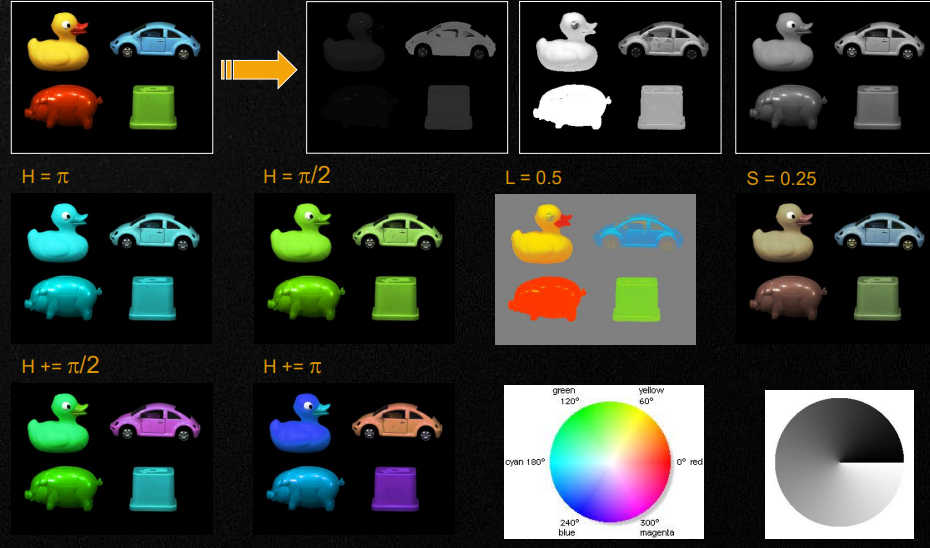 H = π
H = π/2
L = 0.5
S = 0.25
H += π/2
H += π
green
120°
yellow
60°
cyan 180°
0° red
240°
blue
300°
magenta